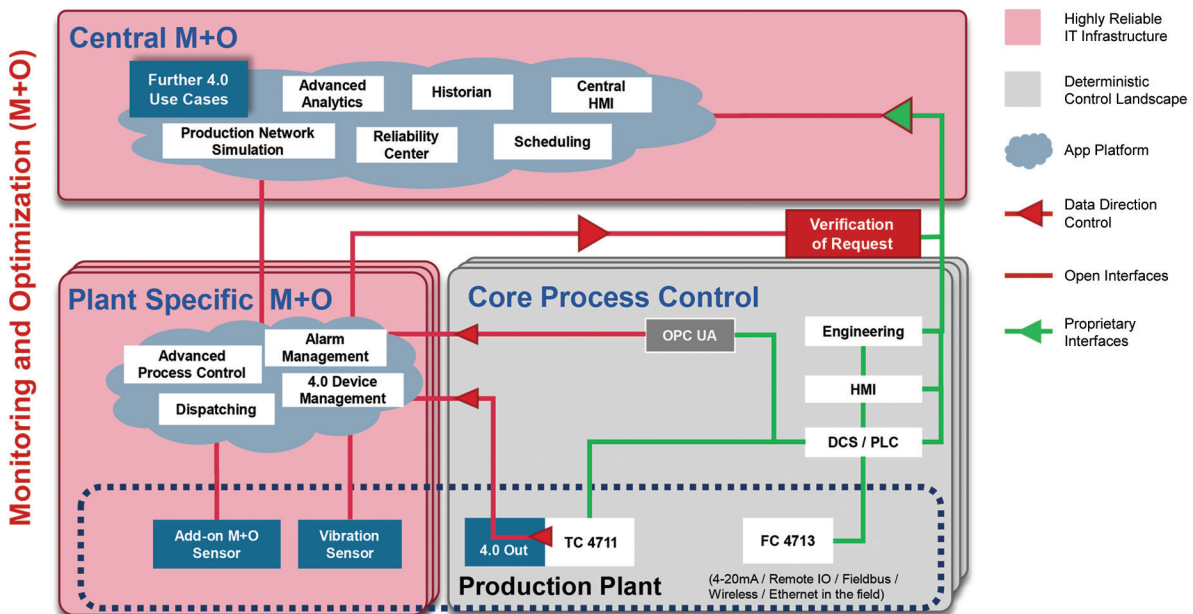 Monitoring and Optimization (M+O)
Central M+O
Further 4.0
Use Cases
Advanced
Analytics
Historian
Central
HMI
Production Network
Simulation
Reliability
Center
Scheduling
Verification
of Request
Plant Specific M+O
Alarm
Management
Advanced
Process Control
4.0 Device
Management
Dispatching
Add-on M+O
Sensor
Vibration
Sensor
Core Process Control
OPC UA
Engineering
HMI
DCS / PLC
4.0 Out
TC 4711
FC 4713
Production Plant
(4-20mA / Remote IO / Fieldbus /
Wireless / Ethernet in the field)
Highly Reliable
IT Infrastructure
Deterministic
Control Landscape
App Platform
Data Direction
Control
Open Interfaces
Proprietary
Interfaces